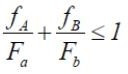 f_A/F_a + f_B/F_b ≤ 1